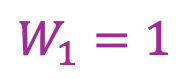 W₁ = 1